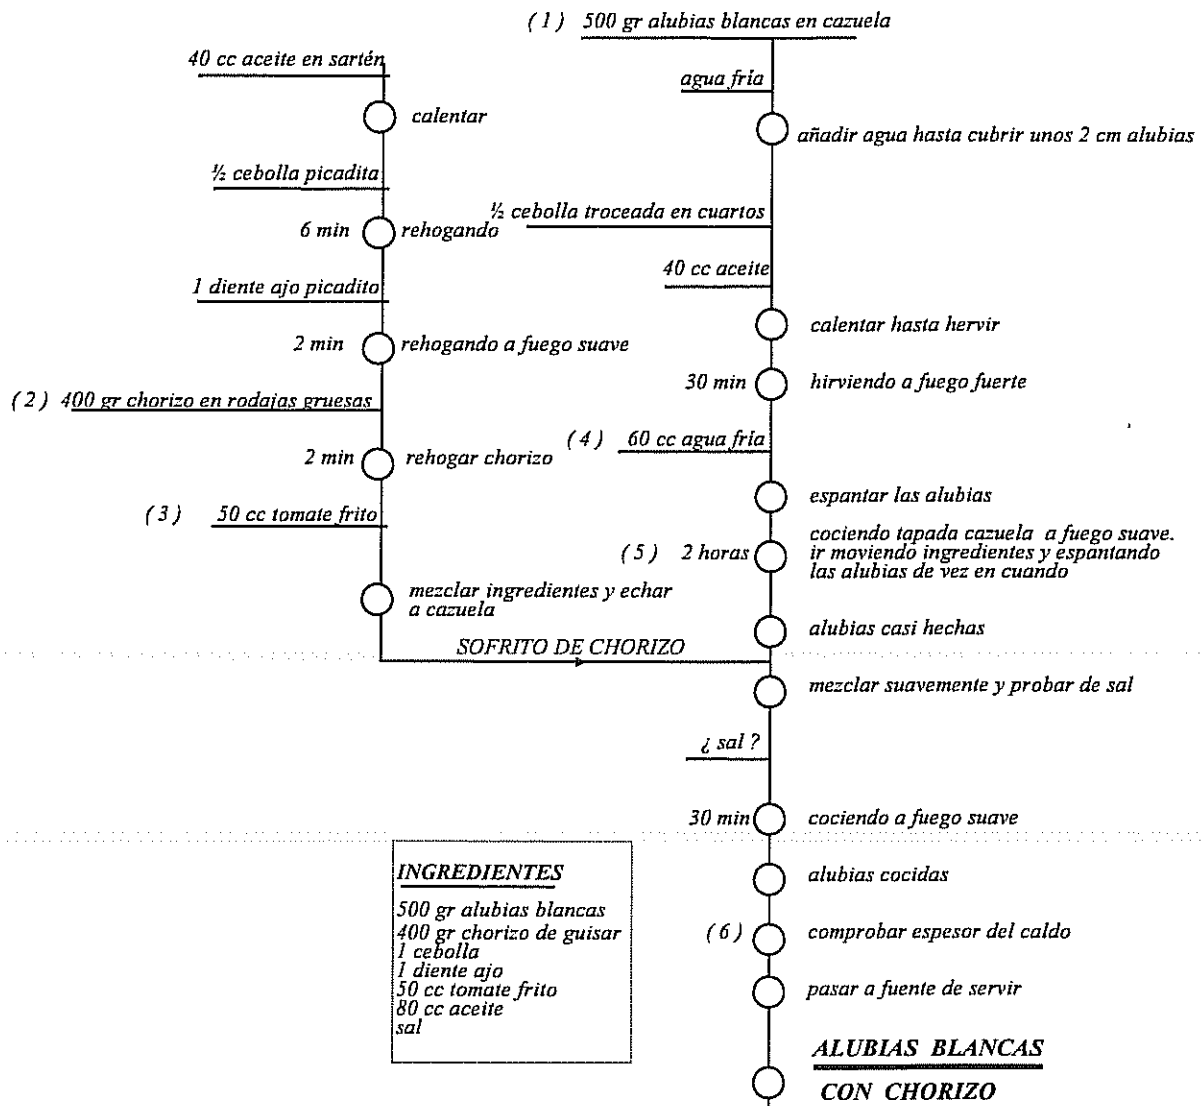 ( 1 ) 500 gr alubias blancas en cazuela
40 cc aceite en sartén
agua fría
calentar
añadir agua hasta cubrir unos 2 cm alubias
½ cebolla picadita
½ cebolla troceada en cuartos
6 min rehogando
40 cc aceite
1 diente ajo picadito
calentar hasta hervir
2 min rehogando a fuego suave
30 min hirviendo a fuego fuerte
( 2 ) 400 gr chorizo en rodajas gruesas
( 4 ) 60 cc agua fría
2 min rehogar chorizo
espantar las alubias
( 3 ) 50 cc tomate frito
cociendo tapada cazuela a fuego suave.
( 5 ) 2 horas ir moviendo ingredientes y espantando
las alubias de vez en cuando
mezclar ingredientes y echar
a cazuela
alubias casi hechas
SOFRITO DE CHORIZO
mezclar suavemente y probar de sal
¿ sal ?
30 min cociendo a fuego suave
INGREDIENTES
500 gr alubias blancas
400 gr chorizo de guisar
1 cebolla
1 diente ajo
50 cc tomate frito
80 cc aceite
sal
alubias cocidas
( 6 ) comprobar espesor del caldo
pasar a fuente de servir
ALUBIAS BLANCAS
CON CHORIZO